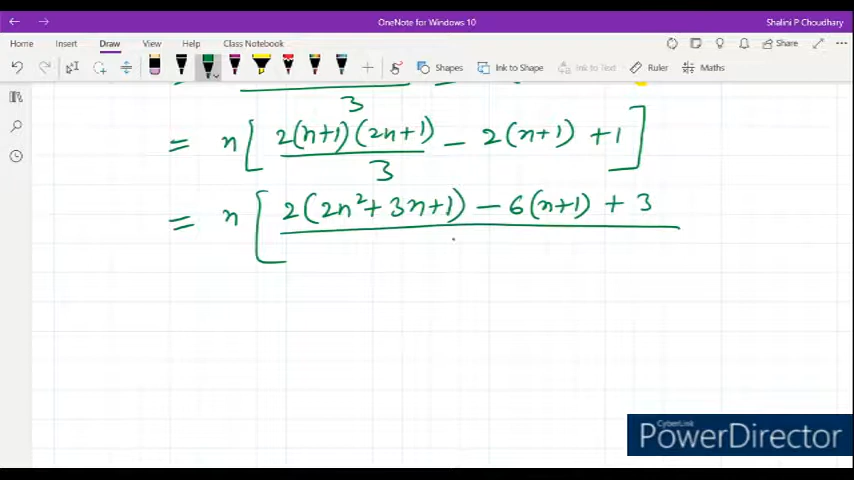 OneNote for Windows 10
Shalini P Choudhary
Home Insert Draw View Help Class Notebook Share
Shapes Ink to Shape Ink to Text Ruler Maths
3
= n[ 2(n+1)(2n+1)/3 - 2(n+1) +1 ]
= n[ 2(2n²+3n+1) - 6(n+1) + 3
CyberLink
PowerDirector